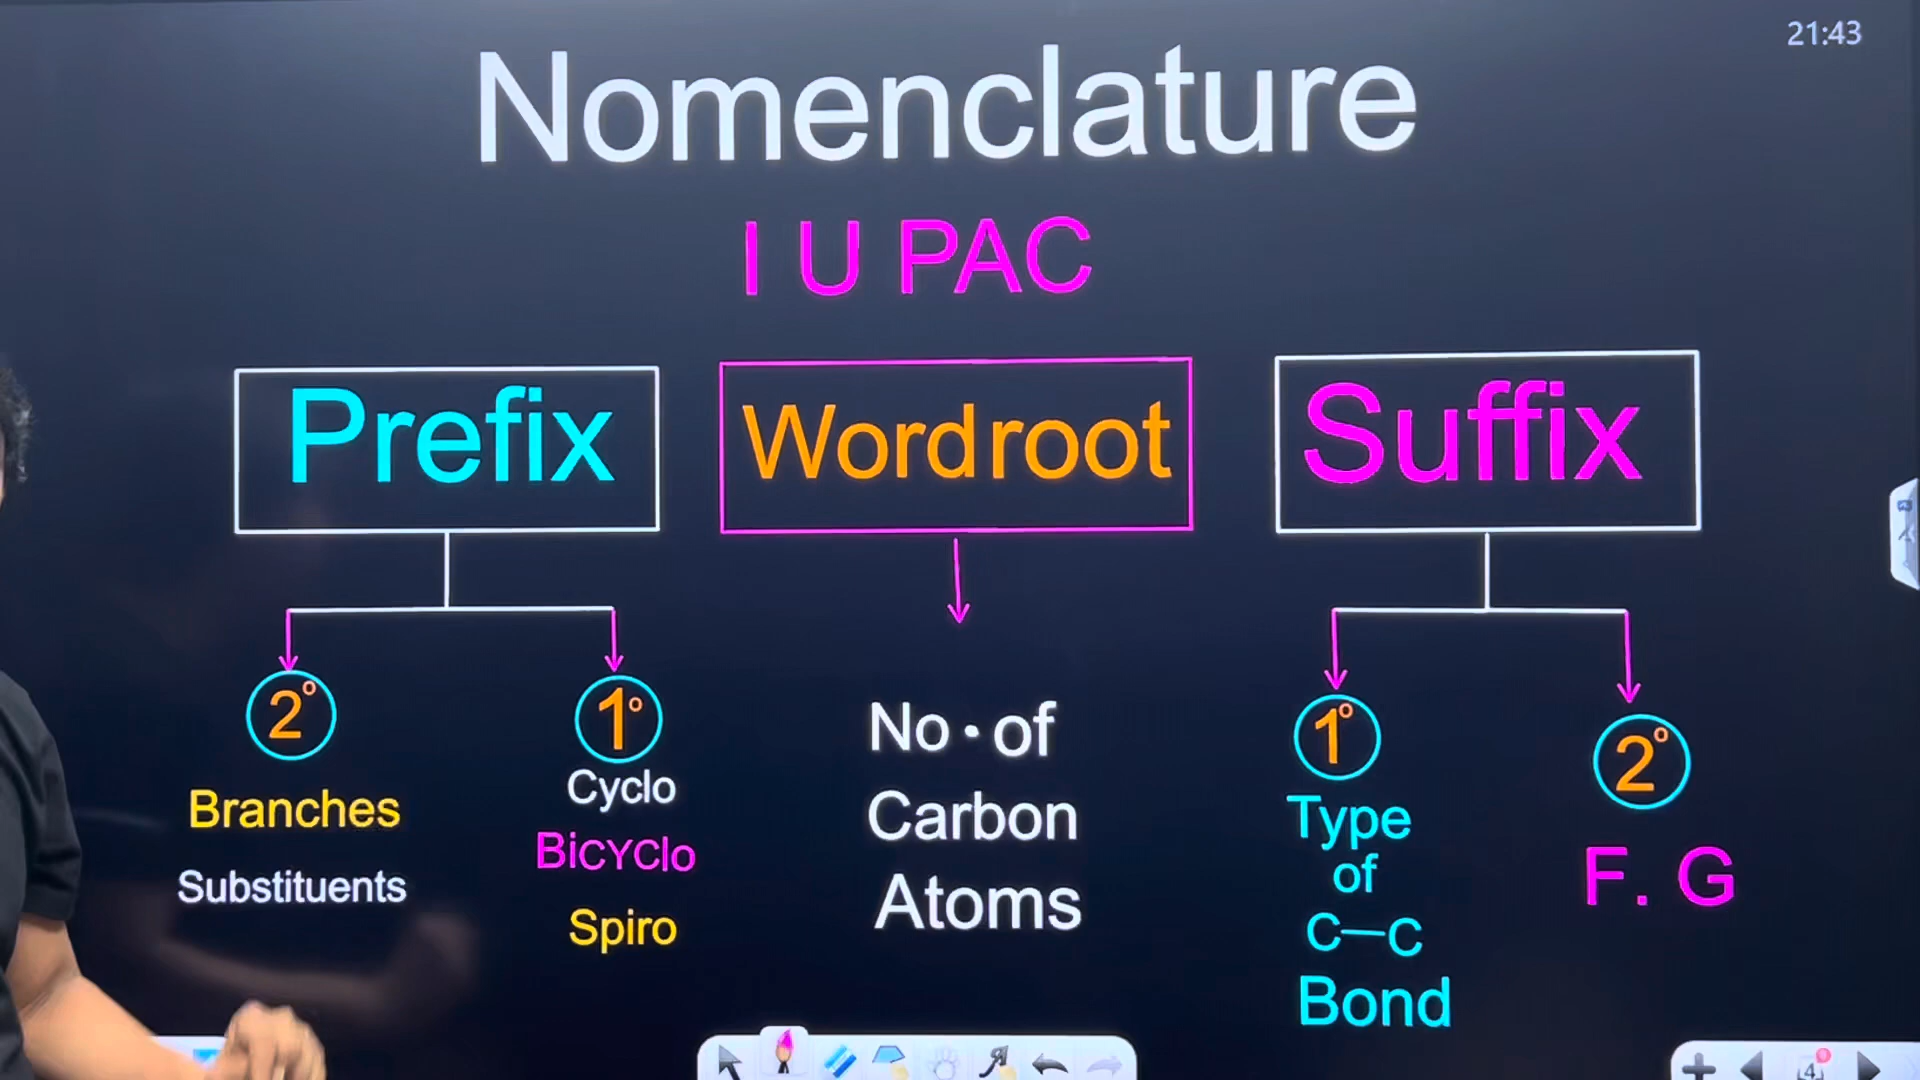 21:43
Nomenclature
I U PAC
Prefix
Wordroot
Suffix
2°
Branches
Substituents
1°
Cyclo
BiCYClo
Spiro
No. of
Carbon
Atoms
1°
Type
of
C—C
Bond
2°
F. G
4